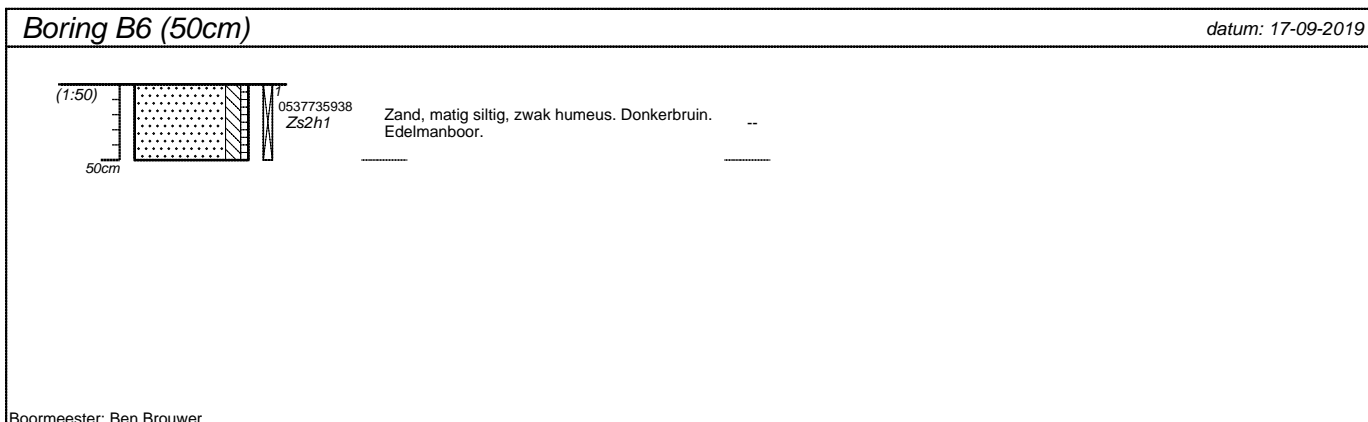 Boring B6 (50cm)
datum: 17-09-2019
(1:50)
1
0537735938
Zs2h1
Zand, matig siltig, zwak humeus. Donkerbruin.
Edelmanboor.
--
50cm
Boormeester: Ben Brouwer